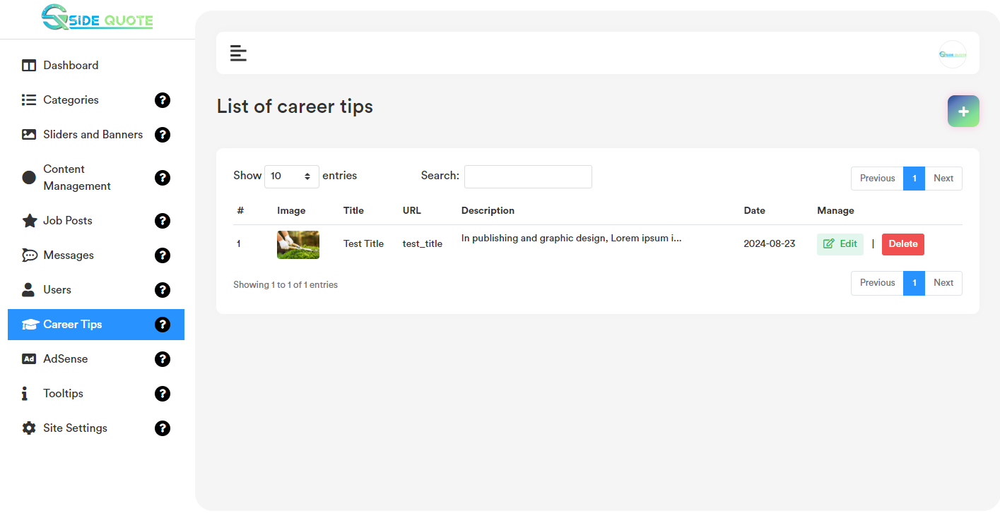 SIDE QUOTE
Dashboard
Categories ?
Sliders and Banners ?
Content
Management ?
Job Posts ?
Messages ?
Users ?
Career Tips ?
Ad AdSense ?
Tooltips ?
Site Settings ?
SIDE QUOTE
List of career tips +
Show 10 entries Search: Previous 1 Next
# Image Title URL Description Date Manage
1 Test Title test_title In publishing and graphic design, Lorem ipsum i... 2024-08-23 Edit | Delete
Showing 1 to 1 of 1 entries Previous 1 Next